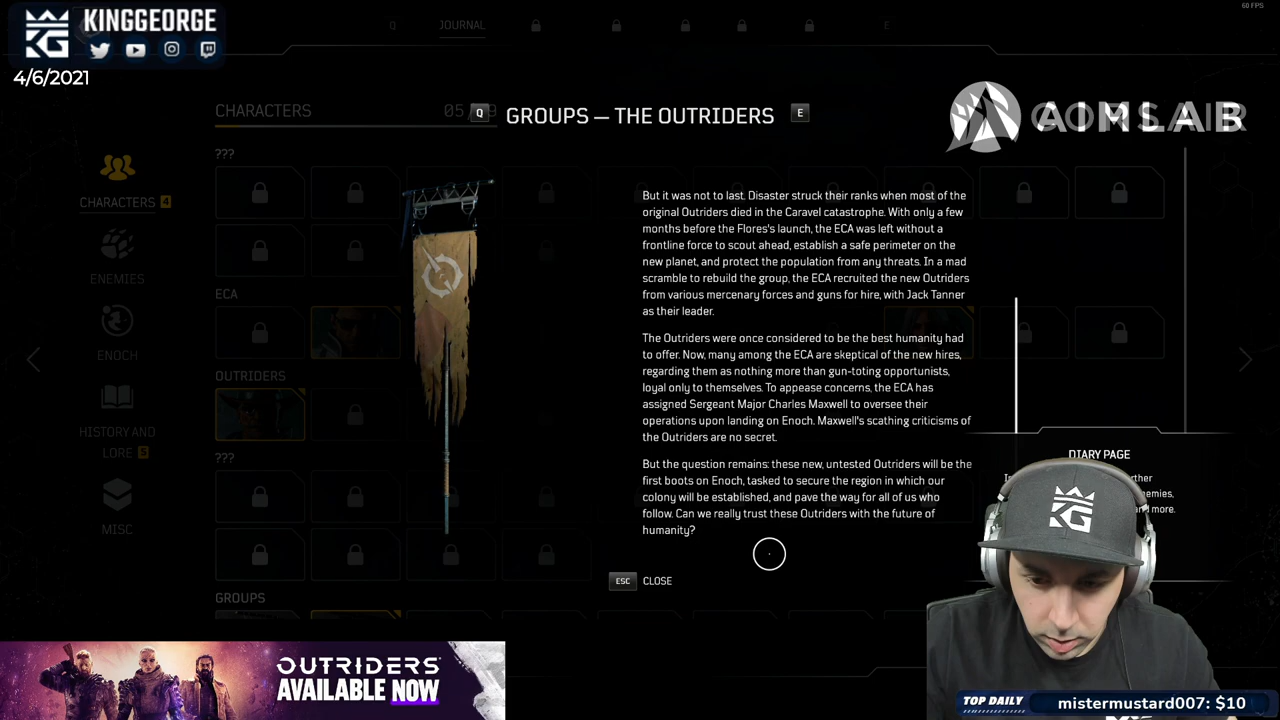 KINGGEORGE
4/6/2021
60 FPS
Q
JOURNAL
E
CHARACTERS
05
Q
GROUPS — THE OUTRIDERS
E
AIMLAB
???
CHARACTERS 4
ENEMIES
ENOCH
HISTORY AND
LORE 5
MISC
ECA
OUTRIDERS
???
GROUPS
But it was not to last. Disaster struck their ranks when most of the
original Outriders died in the Caravel catastrophe. With only a few
months before the Flores's launch, the ECA was left without a
frontline force to scout ahead, establish a safe perimeter on the
new planet, and protect the population from any threats. In a mad
scramble to rebuild the group, the ECA recruited the new Outriders
from various mercenary forces and guns for hire, with Jack Tanner
as their leader.
The Outriders were once considered to be the best humanity had
to offer. Now, many among the ECA are skeptical of the new hires,
regarding them as nothing more than gun-toting opportunists,
loyal only to themselves. To appease concerns, the ECA has
assigned Sergeant Major Charles Maxwell to oversee their
operations upon landing on Enoch. Maxwell's scathing criticisms of
the Outriders are no secret.
But the question remains: these new, untested Outriders will be the
first boots on Enoch, tasked to secure the region in which our
colony will be established, and pave the way for all of us who
follow. Can we really trust these Outriders with the future of
humanity?
ESC CLOSE
DIARY PAGE
more.
KG
OUTRIDERS
AVAILABLE NOW
TOP DAILY
mistermustard007: $10